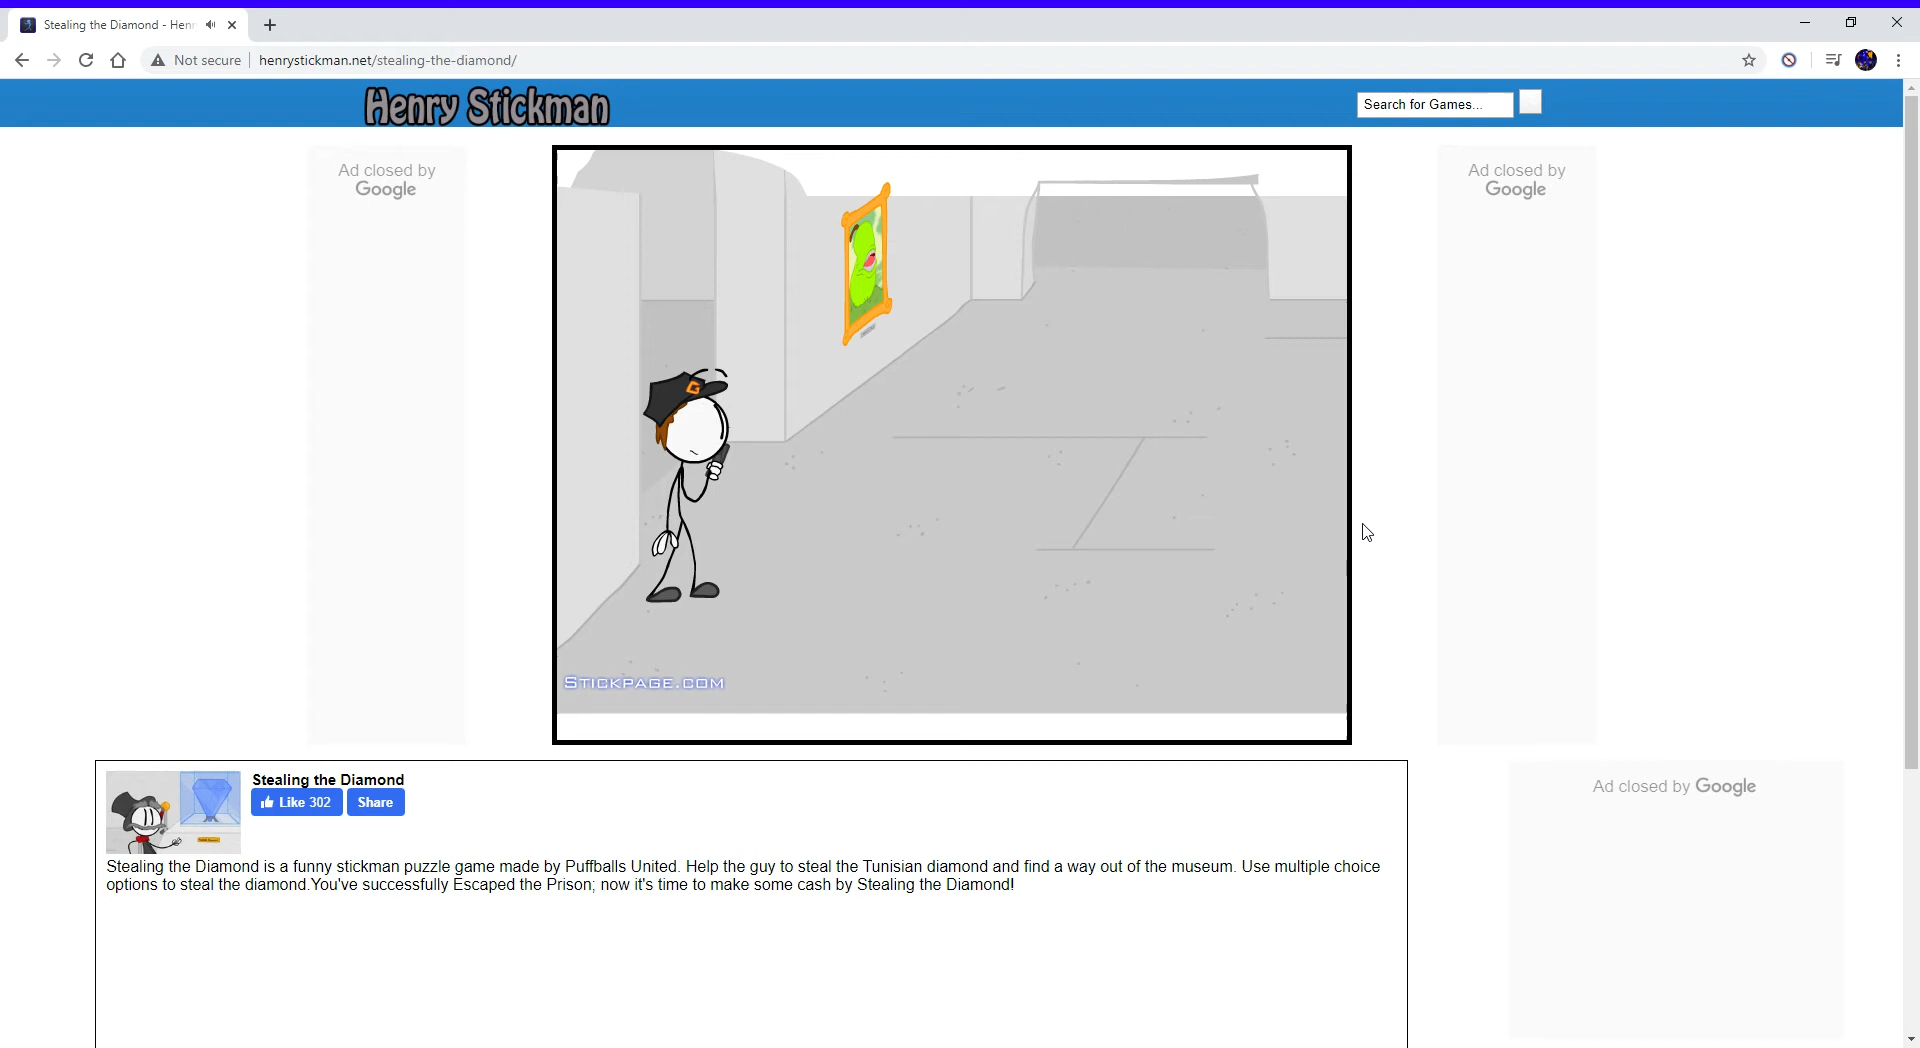 Stealing the Diamond - Henr
Not secure
henrystickman.net/stealing-the-diamond/
Henry Stickman
Search for Games...
Ad closed by
Google
Ad closed by
Google
G
STICKPAGE.COM
Stealing the Diamond
Like 302
Share
Ad closed by Google
Stealing the Diamond is a funny stickman puzzle game made by Puffballs United. Help the guy to steal the Tunisian diamond and find a way out of the museum. Use multiple choice
options to steal the diamond.You've successfully Escaped the Prison; now it's time to make some cash by Stealing the Diamond!